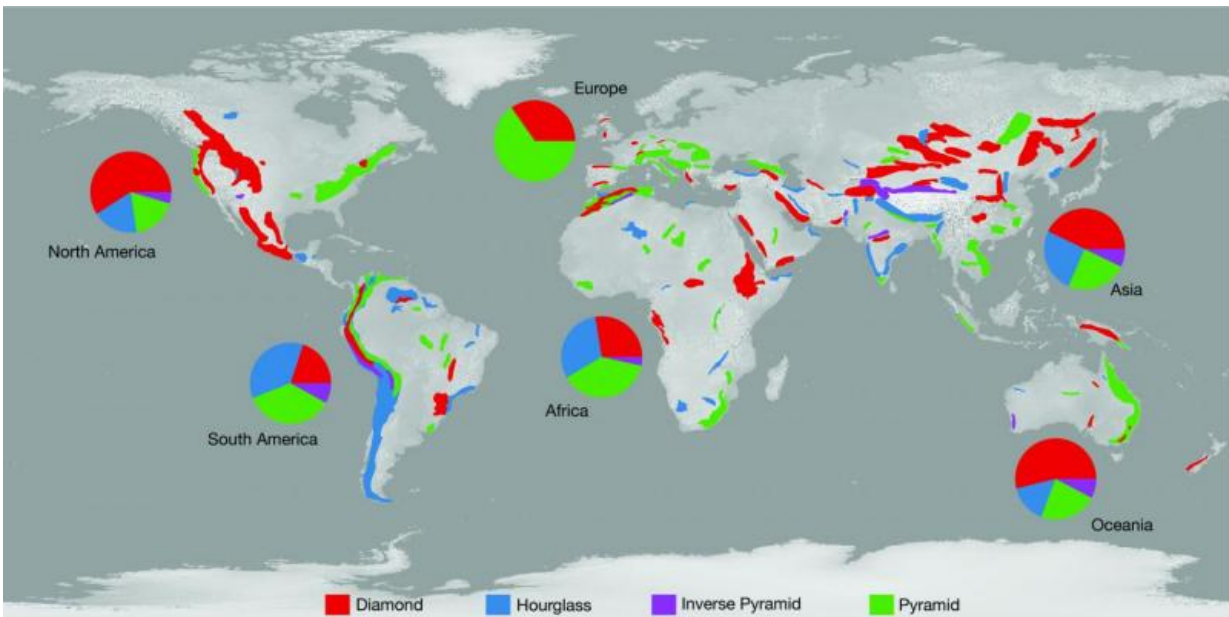 Europe
North America
Asia
Africa
South America
Oceania
Diamond
Hourglass
Inverse Pyramid
Pyramid